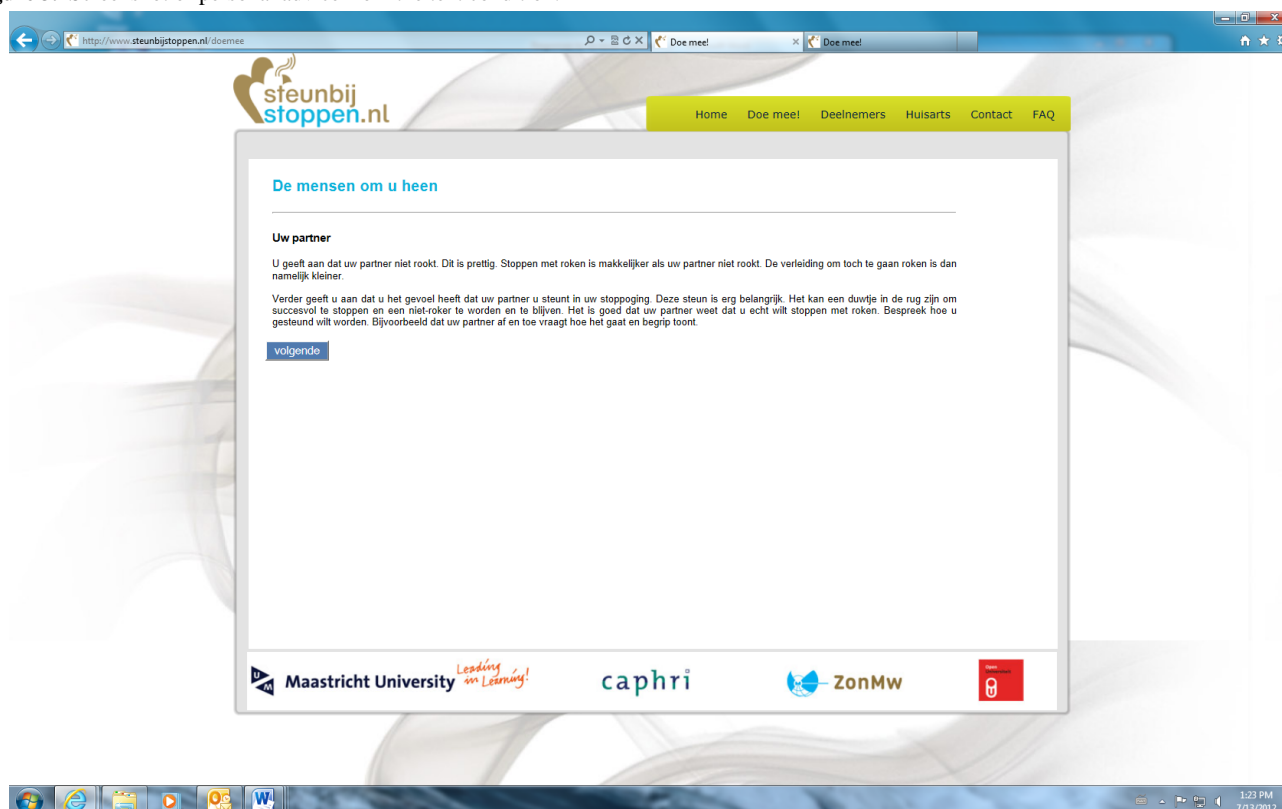 http://www.steunbijstoppen.nl/doemee
Doe mee!
Doe mee!
steunbij
stoppen.nl
Home Doe mee! Deelnemers Huisarts Contact FAQ
De mensen om u heen
Uw partner
U geeft aan dat uw partner niet rookt. Dit is prettig. Stoppen met roken is makkelijker als uw partner niet rookt. De verleiding om toch te gaan roken is dan
namelijk kleiner.
Verder geeft u aan dat u het gevoel heeft dat uw partner u steunt in uw stoppoging. Deze steun is erg belangrijk. Het kan een duwtje in de rug zijn om
succesvol te stoppen en een niet-roker te worden en te blijven. Het is goed dat uw partner weet dat u echt wilt stoppen met roken. Bespreek hoe u
gesteund wilt worden. Bijvoorbeeld dat uw partner af en toe vraagt hoe het gaat en begrip toont.
volgende
Maastricht University Leading in Learning!
caphri
ZonMw
1:23 PM
7/13/2012